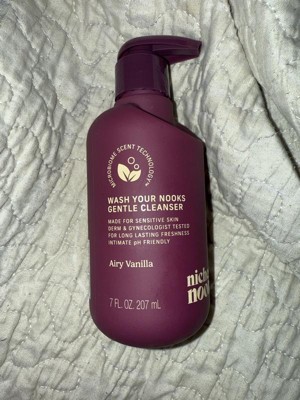 MICROBIOME SCENT TECHNOLOGY™
WASH YOUR NOOKS
GENTLE CLEANSER
MADE FOR SENSITIVE SKIN
DERM & GYNECOLOGIST TESTED
FOR LONG LASTING FRESHNESS
INTIMATE pH FRIENDLY
Airy Vanilla
7 FL. OZ. 207 mL